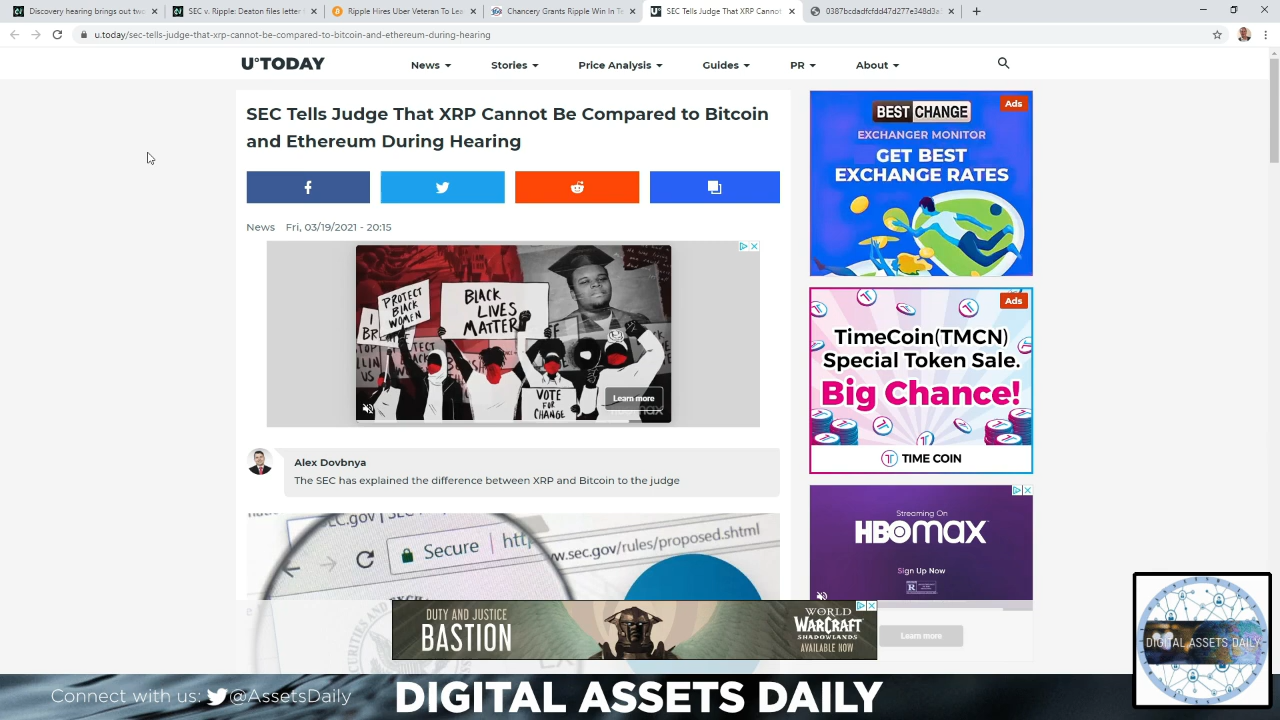 Discovery hearing brings out two
SEC v. Ripple: Deaton files letter
Ripple Hires Uber Veteran To Lea
Chancery Grants Ripple Win In Te
SEC Tells Judge That XRP Cannot
0387bcdadfcfdd4d277e348d3a
u.today/sec-tells-judge-that-xrp-cannot-be-compared-to-bitcoin-and-ethereum-during-hearing
U°TODAY
News
Stories
Price Analysis
Guides
PR
About
SEC Tells Judge That XRP Cannot Be Compared to Bitcoin
and Ethereum During Hearing
News Fri, 03/19/2021 - 20:15
PROTECT
BLACK
WOMEN
BLACK
LIVES
MATTER
VOTE
FOR
CHANGE
Learn more
Alex Dovbnya
The SEC has explained the difference between XRP and Bitcoin to the judge
Secure
www.sec.gov/rules/proposed.shtml
Ads
BEST CHANGE
EXCHANGER MONITOR
GET BEST
EXCHANGE RATES
Ads
TimeCoin(TMCN)
Special Token Sale.
Big Chance!
TIME COIN
Streaming On
HBOMAX
Sign Up Now
Learn more
DUTY AND JUSTICE
BASTION
WORLD
WARCRAFT
SHADOWLANDS
AVAILABLE NOW
DIGITAL ASSETS DAILY
Connect with us: @AssetsDaily
DIGITAL ASSETS DAILY